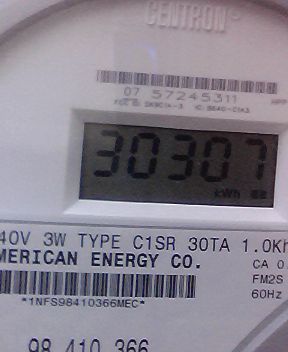 CENTRON®
07 57245311
30307
kWh
40V 3W TYPE C1SR 30TA 1.0Kh
MERICAN ENERGY CO.
CA 0.
*1NFS98410366MEC*
FM2S
60Hz
98 410 366